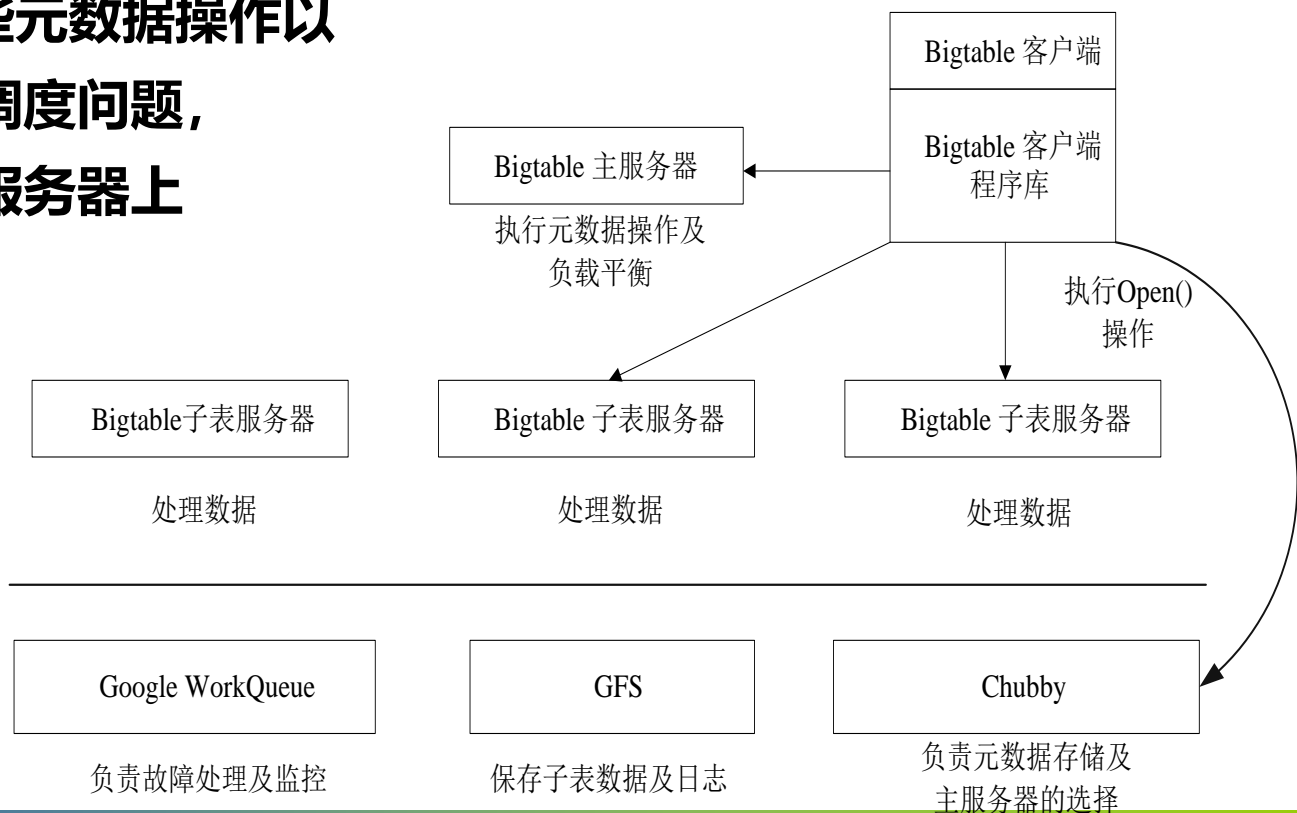 些元数据操作以
调度问题，
服务器上
Bigtable 客户端
Bigtable 客户端
程序库
Bigtable 主服务器
执行元数据操作及
负载平衡
执行Open()
操作
Bigtable子表服务器
Bigtable 子表服务器
Bigtable 子表服务器
处理数据
处理数据
处理数据
Google WorkQueue
GFS
Chubby
负责故障处理及监控
保存子表数据及日志
负责元数据存储及
主服务器的选择